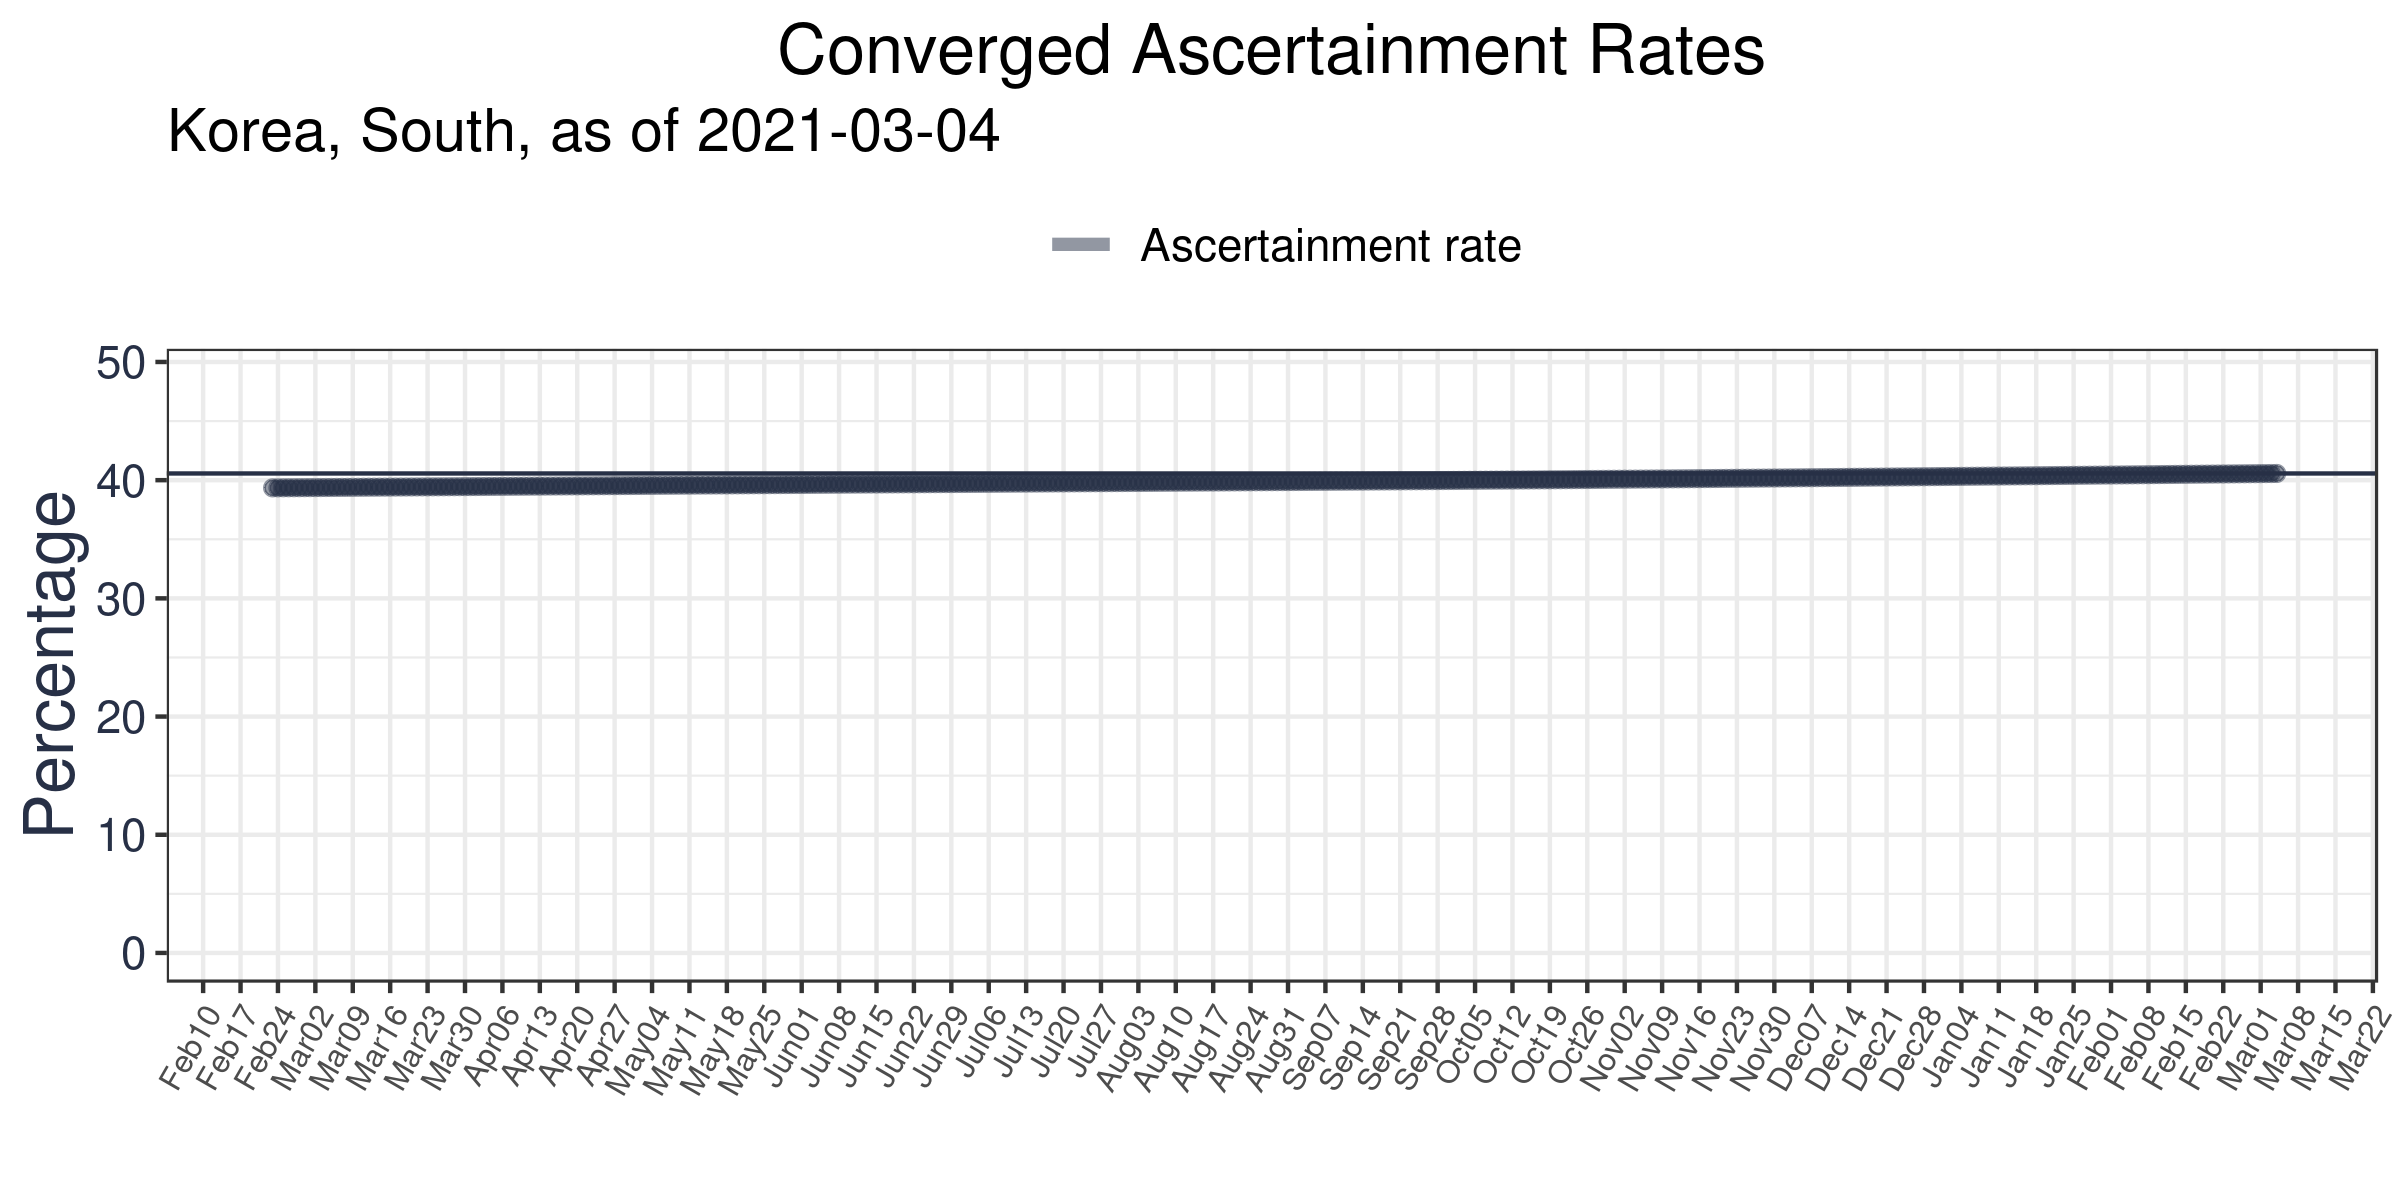 Converged Ascertainment Rates
Korea, South, as of 2021-03-04
Ascertainment rate
Percentage
50
40
30
20
10
0
Feb10
Feb17
Feb24
Mar02
Mar09
Mar16
Mar23
Mar30
Apr06
Apr13
Apr20
Apr27
May04
May11
May18
May25
Jun01
Jun08
Jun15
Jun22
Jun29
Jul06
Jul13
Jul20
Jul27
Aug03
Aug10
Aug17
Aug24
Aug31
Sep07
Sep14
Sep21
Sep28
Oct05
Oct12
Oct19
Oct26
Nov02
Nov09
Nov16
Nov23
Nov30
Dec07
Dec14
Dec21
Dec28
Jan04
Jan11
Jan18
Jan25
Feb01
Feb08
Feb15
Feb22
Mar01
Mar08
Mar15
Mar22